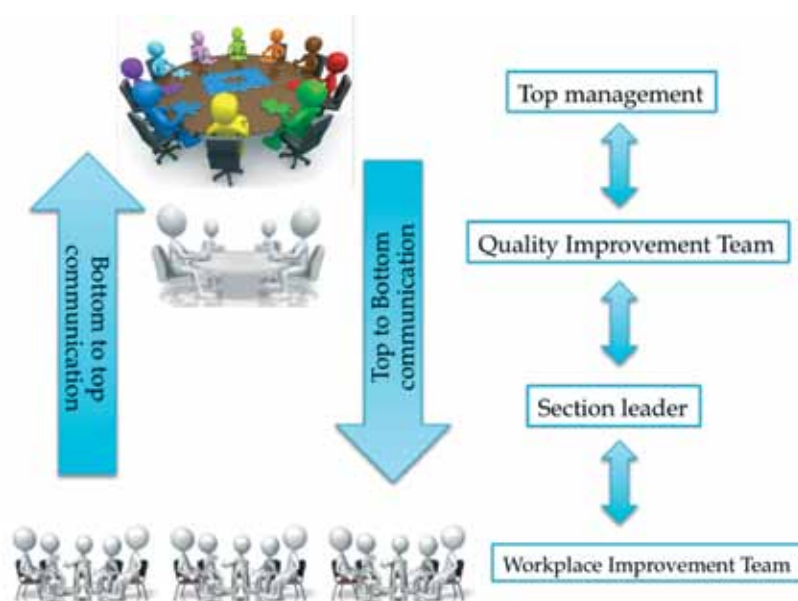 Bottom to top
communication
Top to Bottom
communication
Top management
Quality Improvement Team
Section leader
Workplace Improvement Team